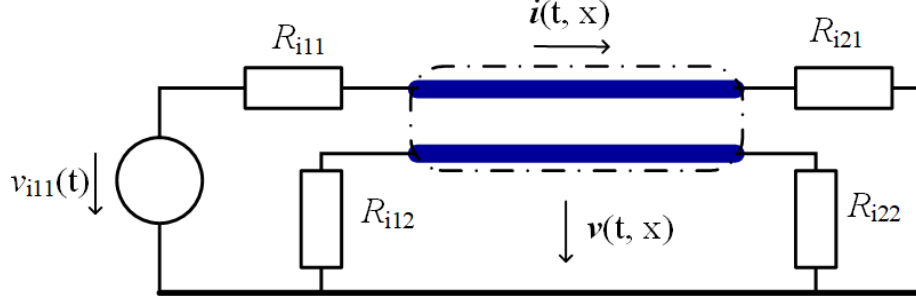 i(t, x)
R_i11
R_i21
v_i11(t)
R_i12
v(t, x)
R_i22